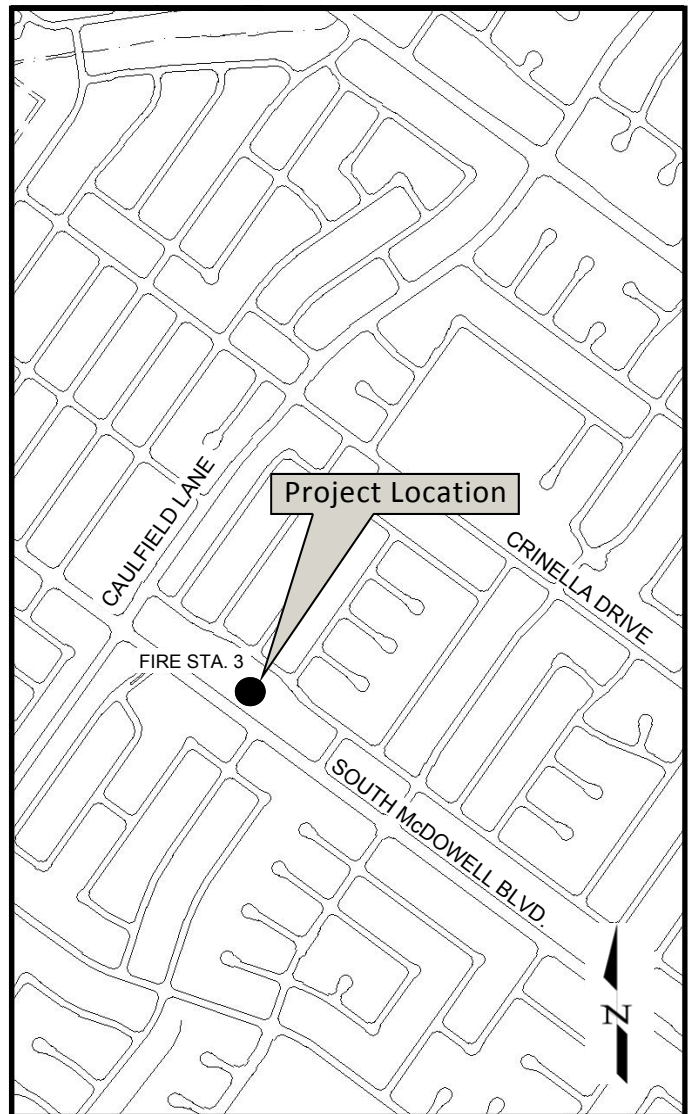 CAULFIELD LANE
Project Location
CRINELLA DRIVE
FIRE STA. 3
SOUTH McDOWELL BLVD.
N